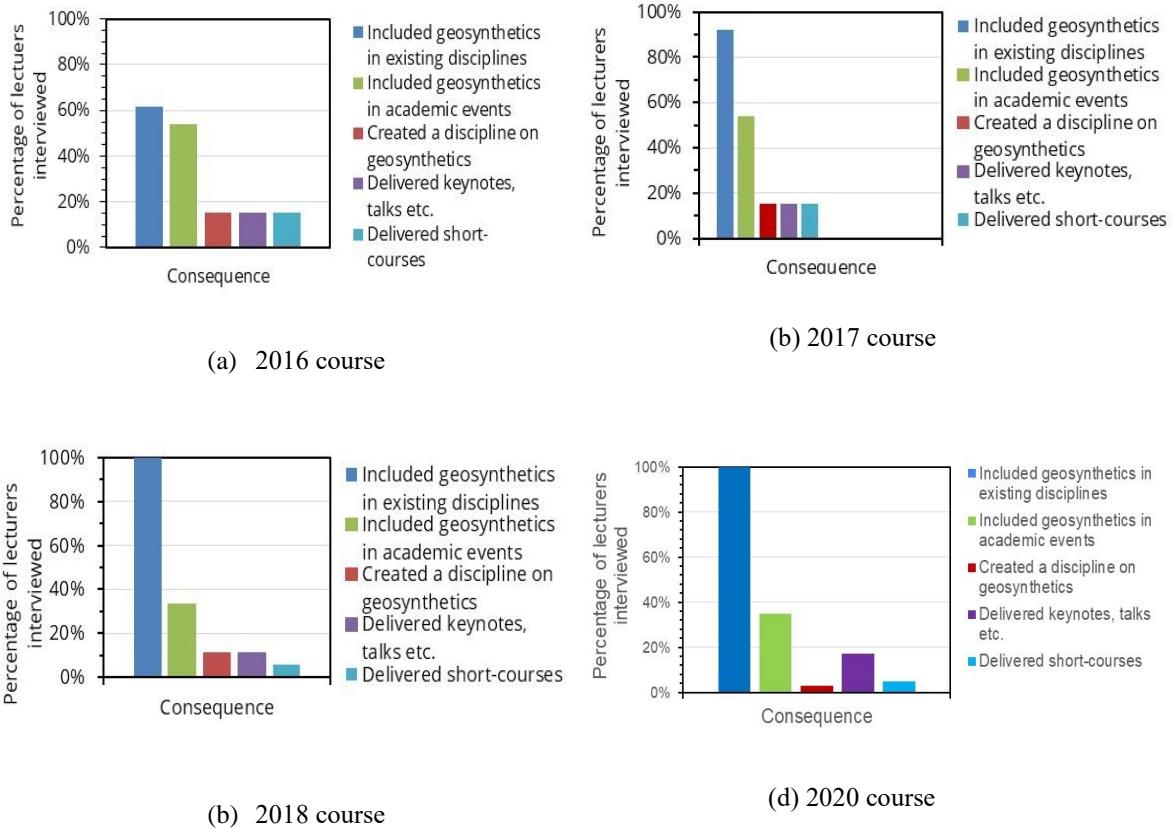 100%
80%
60%
40%
20%
0%
Percentage of lecturers
interviewed
Consequence
Included geosynthetics
in existing disciplines
Included geosynthetics
in academic events
Created a discipline on
geosynthetics
Delivered keynotes,
talks etc.
Delivered short-
courses
(a) 2016 course
100%
80%
60%
40%
20%
0%
Percentage of lecturers
interviewed
Consequence
Included geosynthetics
in existing disciplines
Included geosynthetics
in academic events
Created a discipline on
geosynthetics
Delivered keynotes,
talks etc.
Delivered short-courses
(b) 2017 course
100%
80%
60%
40%
20%
0%
Percentage of lecturers
interviewed
Consequence
Included geosynthetics
in existing disciplines
Included geosynthetics
in academic events
Created a discipline on
geosynthetics
Delivered keynotes,
talks etc.
Delivered short-courses
(b) 2018 course
100%
80%
60%
40%
20%
0%
Percentage of lecturers
interviewed
Consequence
Included geosynthetics in
existing disciplines
Included geosynthetics in
academic events
Created a discipline on
geosynthetics
Delivered keynotes, talks
etc.
Delivered short-courses
(d) 2020 course